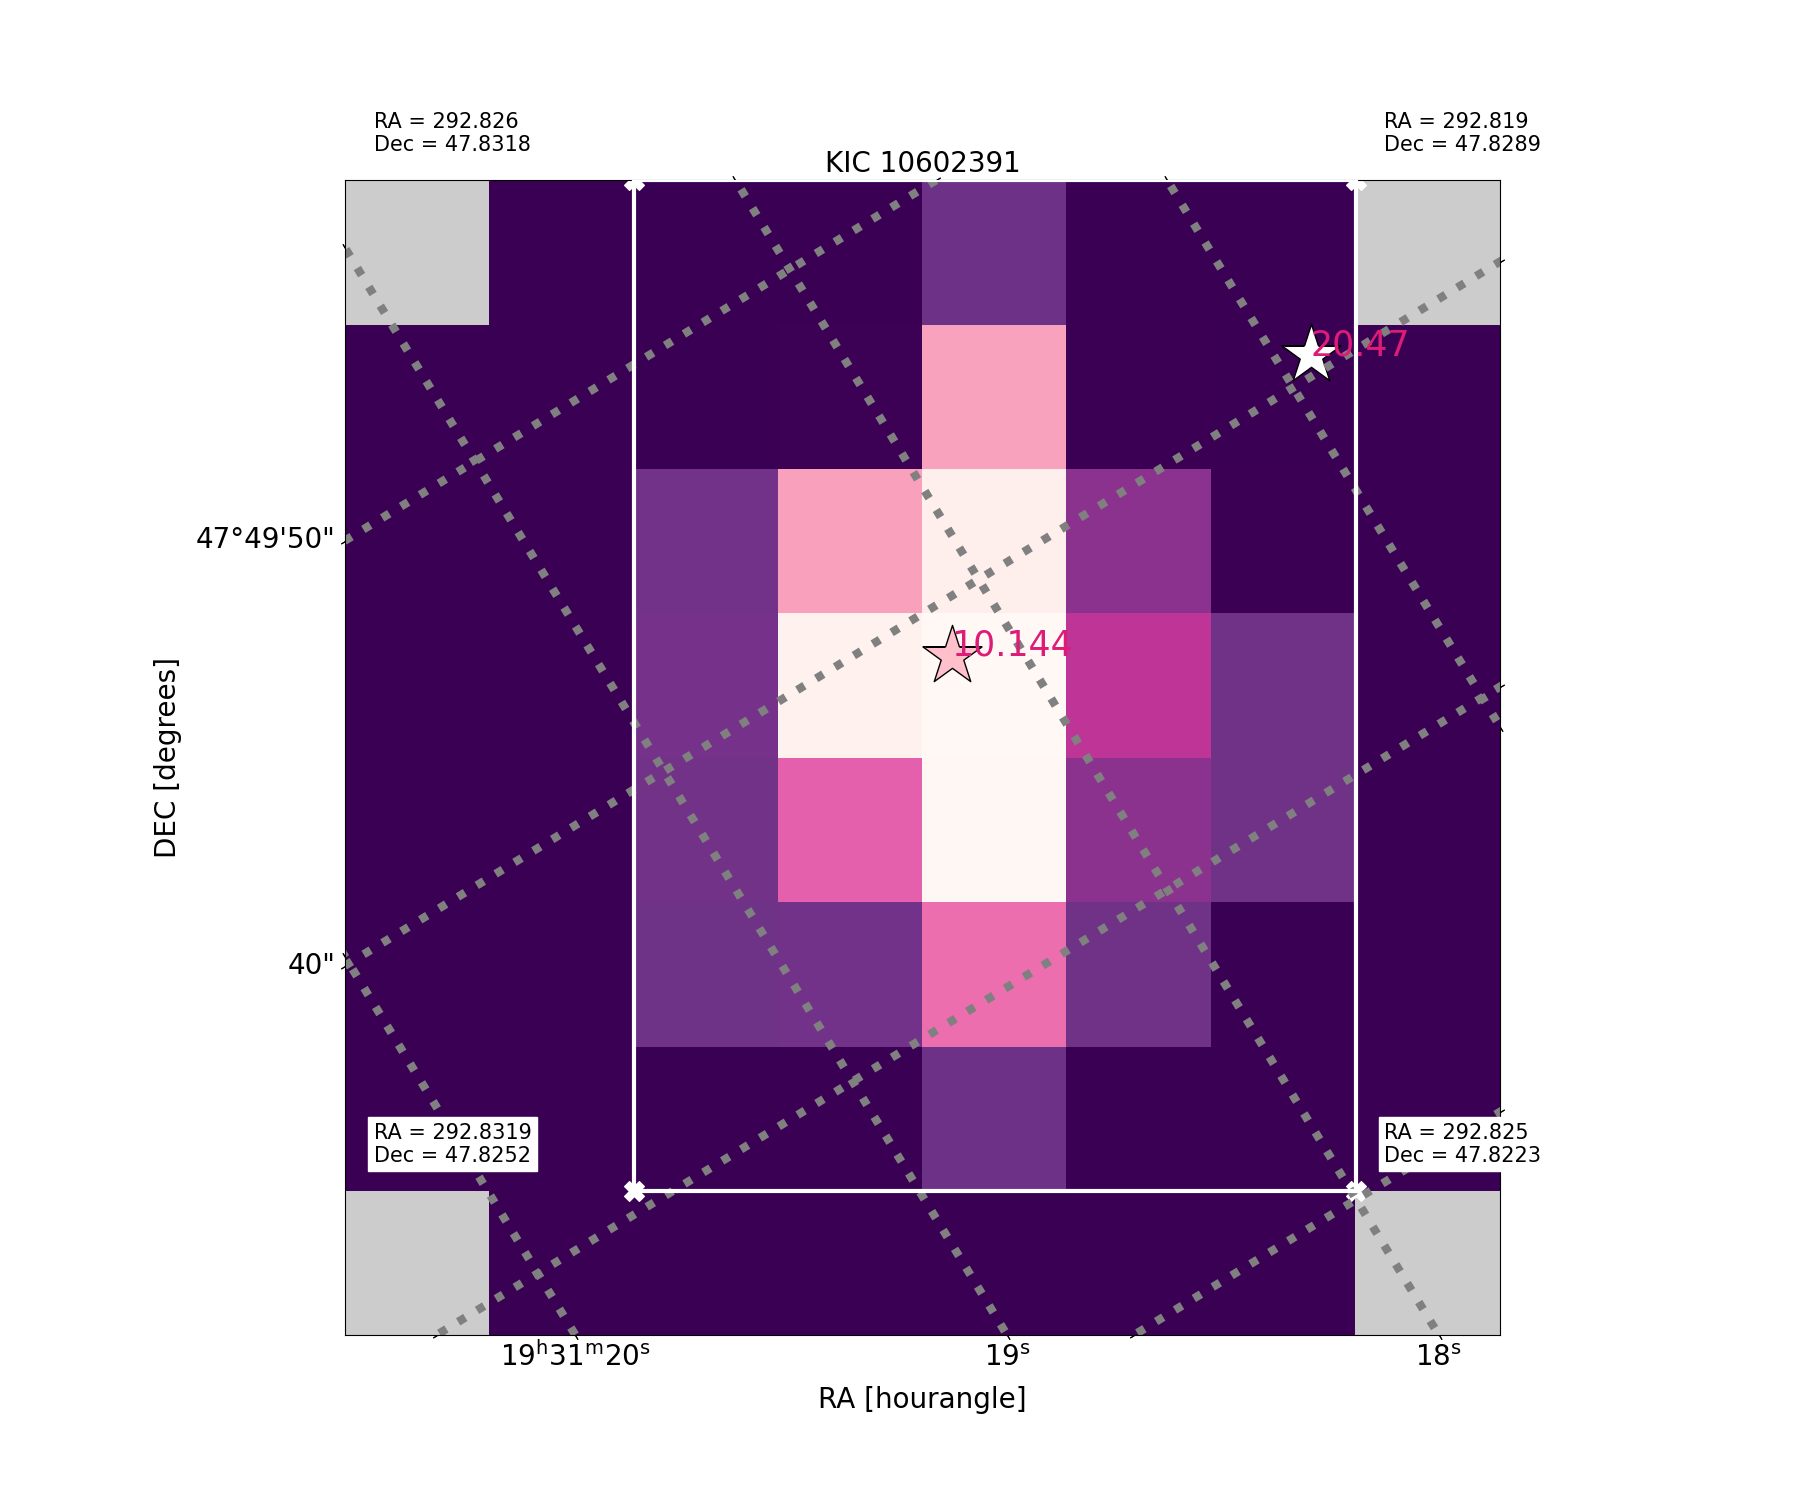 RA = 292.826
Dec = 47.8318
RA = 292.819
Dec = 47.8289
KIC 10602391
20.47
47°49'50"
10.144
DEC [degrees]
40"
RA = 292.8319
Dec = 47.8252
RA = 292.825
Dec = 47.8223
19h31m20s
19s
18s
RA [hourangle]